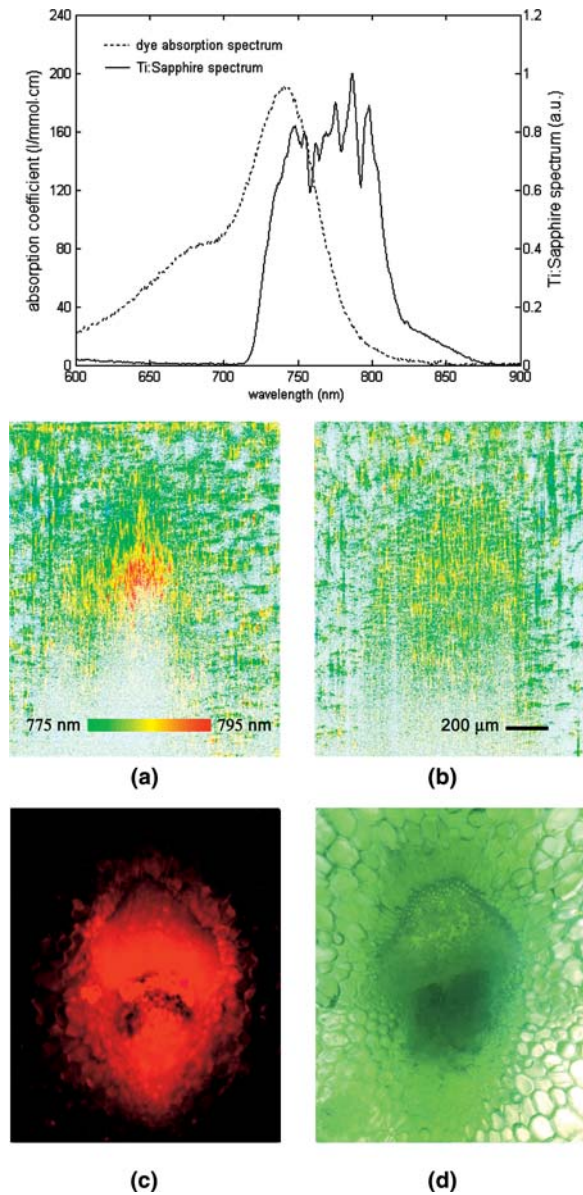 240
200
160
120
80
40
0
absorption coefficient (l/mmol·cm)
dye absorption spectrum
Ti:Sapphire spectrum
1.2
1
0.8
0.6
0.4
0.2
0
Ti:Sapphire spectrum (a.u.)
600 650 700 750 800 850 900
wavelength (nm)
775 nm 795 nm
200 μm
(a) (b)
(c) (d)